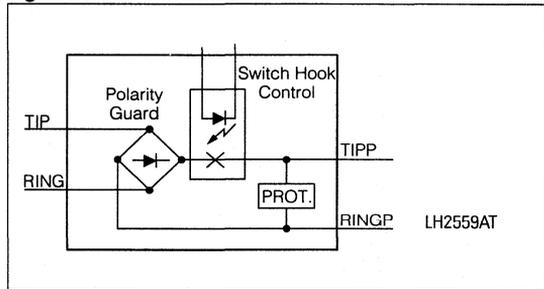 Switch Hook
Control
Polarity
Guard
TIP
TIPP
RING
PROT.
RINGP
LH2559AT